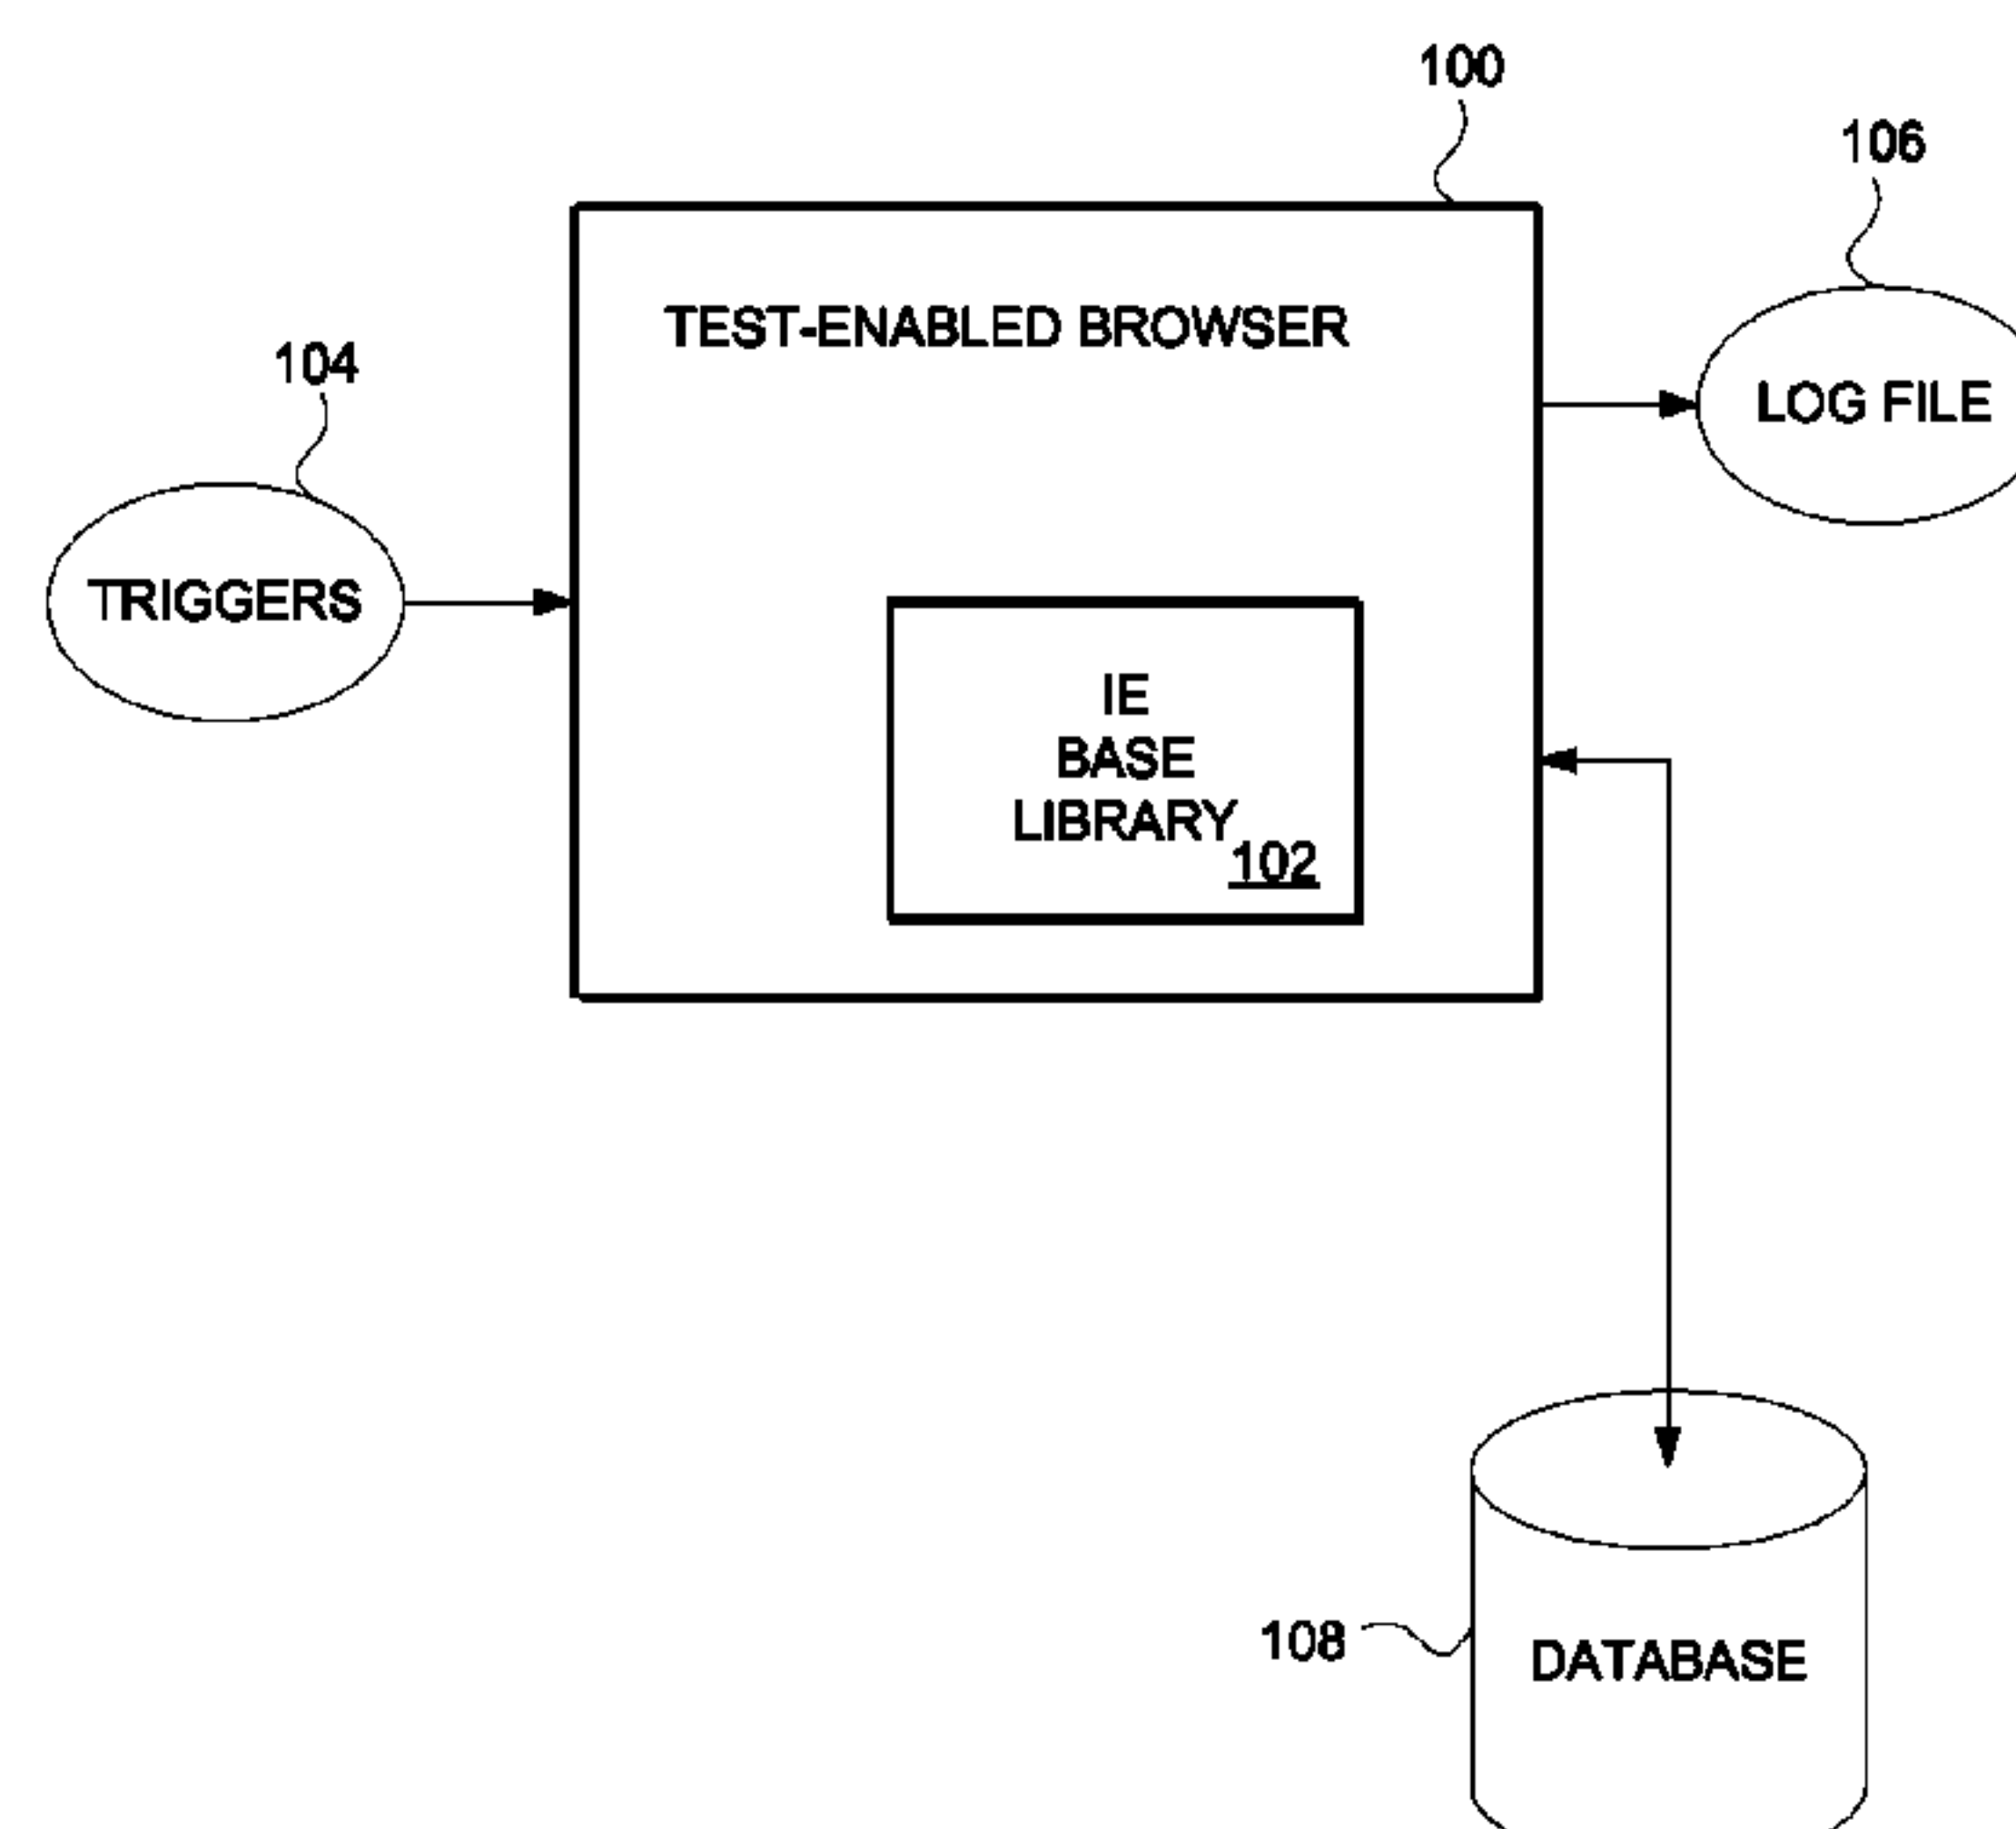 100
106
TEST-ENABLED BROWSER
104
LOG FILE
TRIGGERS
IE
BASE
LIBRARY
102
108
DATABASE